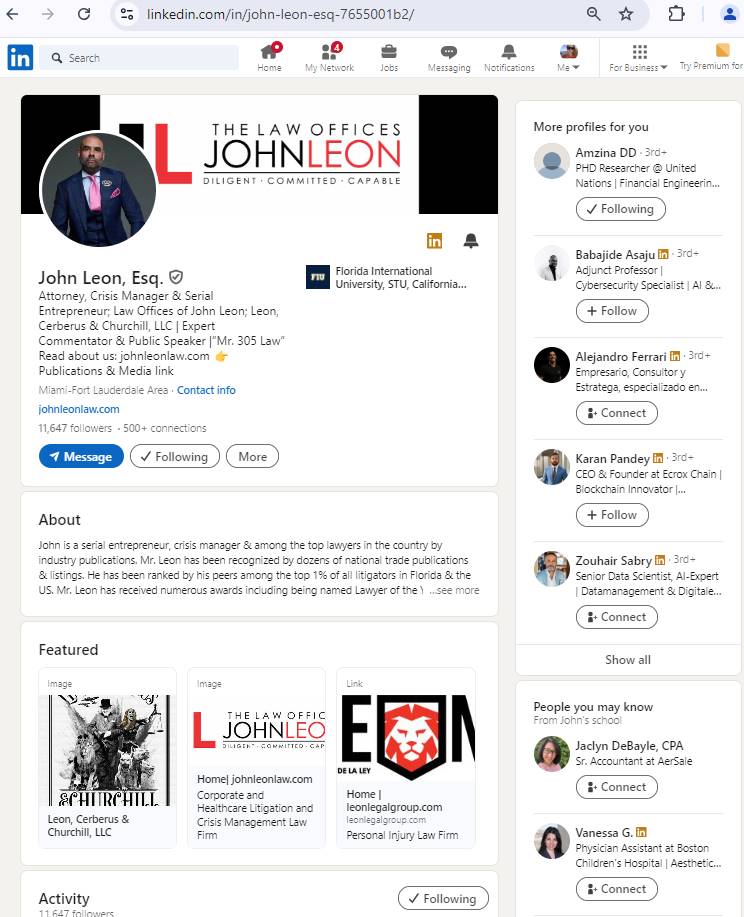 linkedin.com/in/john-leon-esq-7655001b2/
in
Search
Home
4
My Network
Jobs
Messaging
Notifications
Me
For Business
Try Premium for
L
THE LAW OFFICES
JOHNLEON
DILIGENT · COMMITTED · CAPABLE
in
John Leon, Esq.
Attorney, Crisis Manager & Serial
Entrepreneur; Law Offices of John Leon; Leon,
Cerberus & Churchill, LLC | Expert
Commentator & Public Speaker |"Mr. 305 Law"
Read about us: johnleonlaw.com 👉
Publications & Media link
FIU
Florida International
University, STU, California...
Miami-Fort Lauderdale Area · Contact info
johnleonlaw.com
11,647 followers · 500+ connections
Message
Following
More
About
John is a serial entrepreneur, crisis manager & among the top lawyers in the country by
industry publications. Mr. Leon has been recognized by dozens of national trade publications
& listings. He has been ranked by his peers among the top 1% of all litigators in Florida & the
US. Mr. Leon has received numerous awards including being named Lawyer of the Y ...see more
Featured
Image
&CHURCHILL
Leon, Cerberus &
Churchill, LLC
Image
L
THE LAW OFFIC
JOHNLEO
DILIGENT · COMMITTED · CAP
Home| johnleonlaw.com
Corporate and
Healthcare Litigation and
Crisis Management Law
Firm
Link
LEON
DE LA LEY
Home |
leonlegalgroup.com
leonlegalgroup.com
Personal Injury Law Firm
Activity
11,647 followers
Following
More profiles for you
Amzina DD · 3rd+
PHD Researcher @ United
Nations | Financial Engineerin...
Following
Babajide Asaju in · 3rd+
Adjunct Professor |
Cybersecurity Specialist | AI &...
+ Follow
Alejandro Ferrari in · 3rd+
Empresario, Consultor y
Estratega, especializado en...
Connect
Karan Pandey in · 3rd+
CEO & Founder at Ecrox Chain |
Blockchain Innovator |...
+ Follow
Zouhair Sabry in · 3rd+
Senior Data Scientist, AI-Expert
| Datamanagement & Digitale...
Connect
Show all
People you may know
From John's school
Jaclyn DeBayle, CPA
Sr. Accountant at AerSale
Connect
Vanessa G. in
Physician Assistant at Boston
Children's Hospital | Aesthetic...
Connect